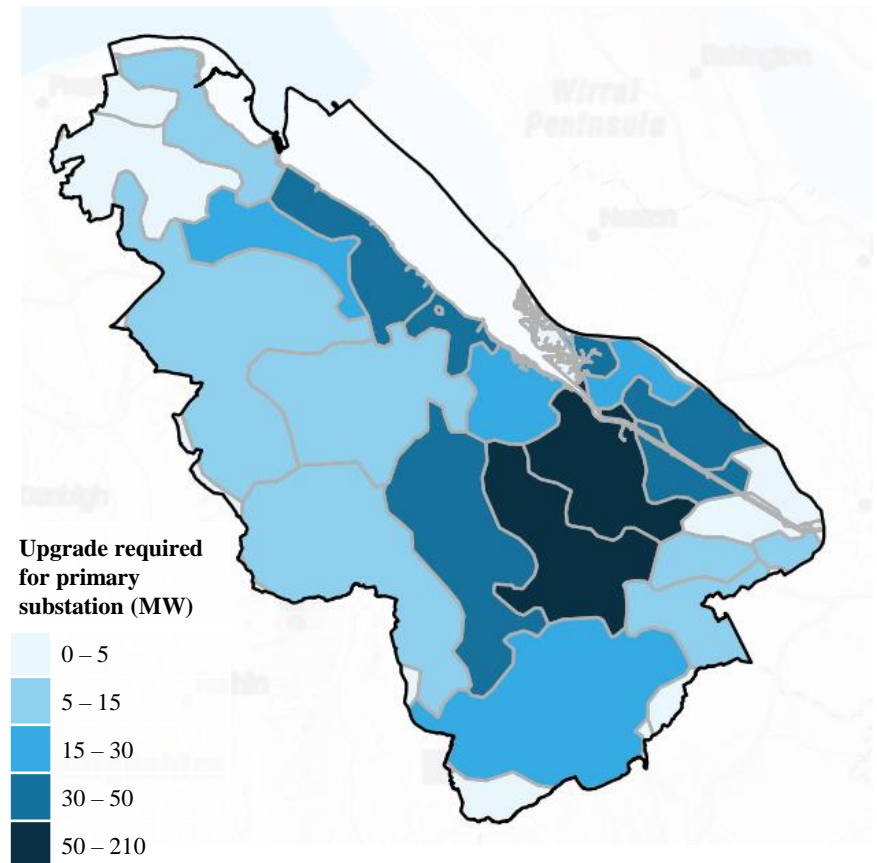 Wirral
Peninsula
Neston
Upgrade required
for primary
substation (MW)
0 – 5
5 – 15
15 – 30
30 – 50
50 – 210